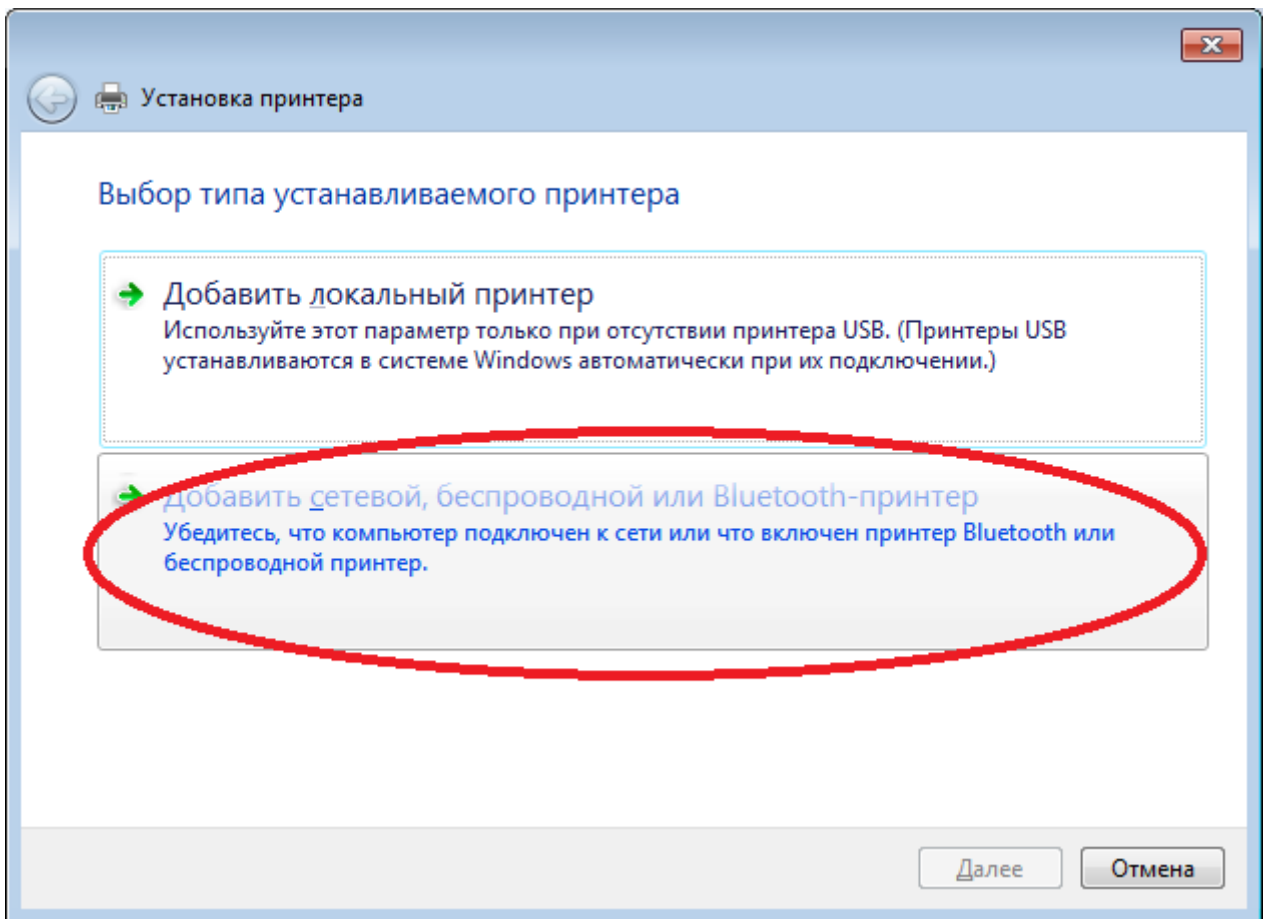 Установка принтера
Выбор типа устанавливаемого принтера
Добавить локальный принтер
Используйте этот параметр только при отсутствии принтера USB. (Принтеры USB
устанавливаются в системе Windows автоматически при их подключении.)
Добавить сетевой, беспроводной или Bluetooth-принтер
Убедитесь, что компьютер подключен к сети или что включен принтер Bluetooth или
беспроводной принтер.
Далее
Отмена